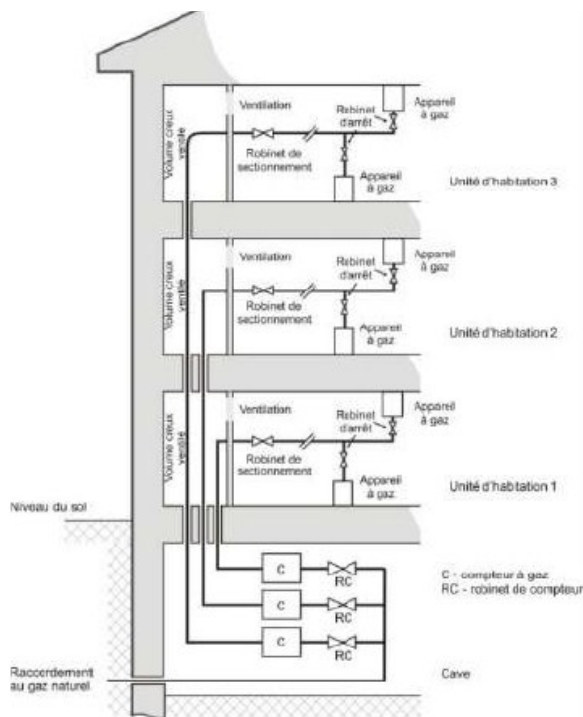 Ventilation
Robinet
d'arrêt
Appareil
à gaz
Volume creux
ventilé
Robinet de
sectionnement
Appareil
à gaz
Unité d'habitation 3
Ventilation
Robinet
d'arrêt
Appareil
à gaz
Volume creux
ventilé
Robinet de
sectionnement
Appareil
à gaz
Unité d'habitation 2
Ventilation
Robinet
d'arrêt
Appareil
à gaz
Volume creux
ventilé
Robinet de
sectionnement
Appareil
à gaz
Unité d'habitation 1
Niveau du sol
C
RC
C
RC
C
RC
C - compteur à gaz
RC - robinet de compteur
Raccordement
au gaz naturel
Cave